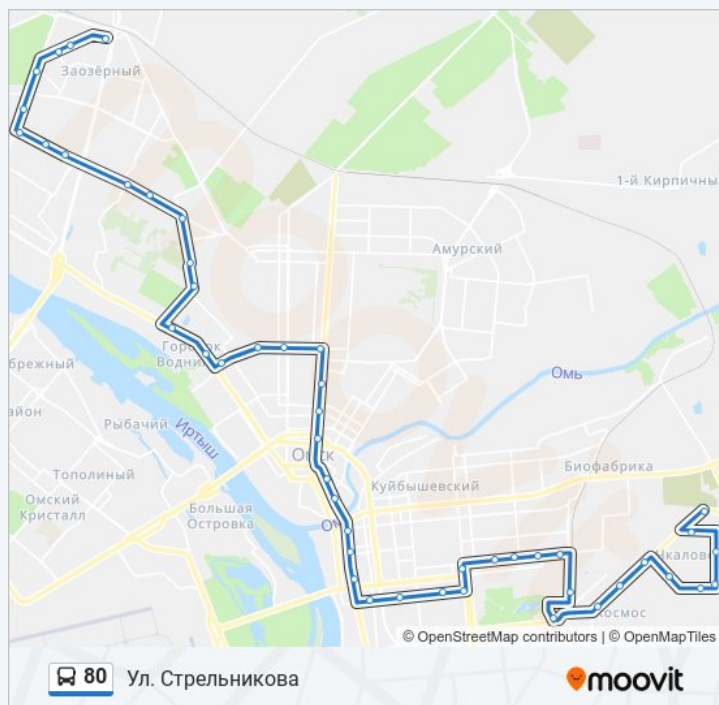 Заозёрный
1-й Кирпичны
Амурский
Городок
Водник
брежный
айон
Рыбачий
Иртыш
Омь
Омск
Тополиный
Биофабрика
Куйбышевский
Омский
Кристалл
Большая
Островка
Чкаловс
Космос
© OpenStreetMap contributors | © OpenMapTiles
80
Ул. Стрельникова
moovit